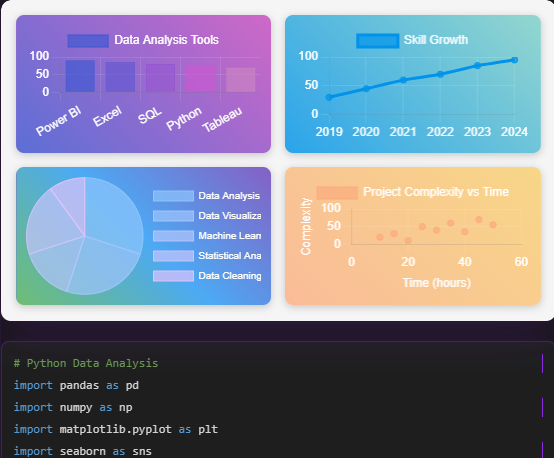 Data Analysis Tools
100
50
0
Power BI Excel SQL Python Tableau
Skill Growth
100
50
0
2019 2020 2021 2022 2023 2024
Data Analysis
Data Visualiza
Machine Lear
Statistical Ana
Data Cleaning
Project Complexity vs Time
Complexity
100
50
0
0 20 40 60
Time (hours)
# Python Data Analysis
import pandas as pd
import numpy as np
import matplotlib.pyplot as plt
import seaborn as sns